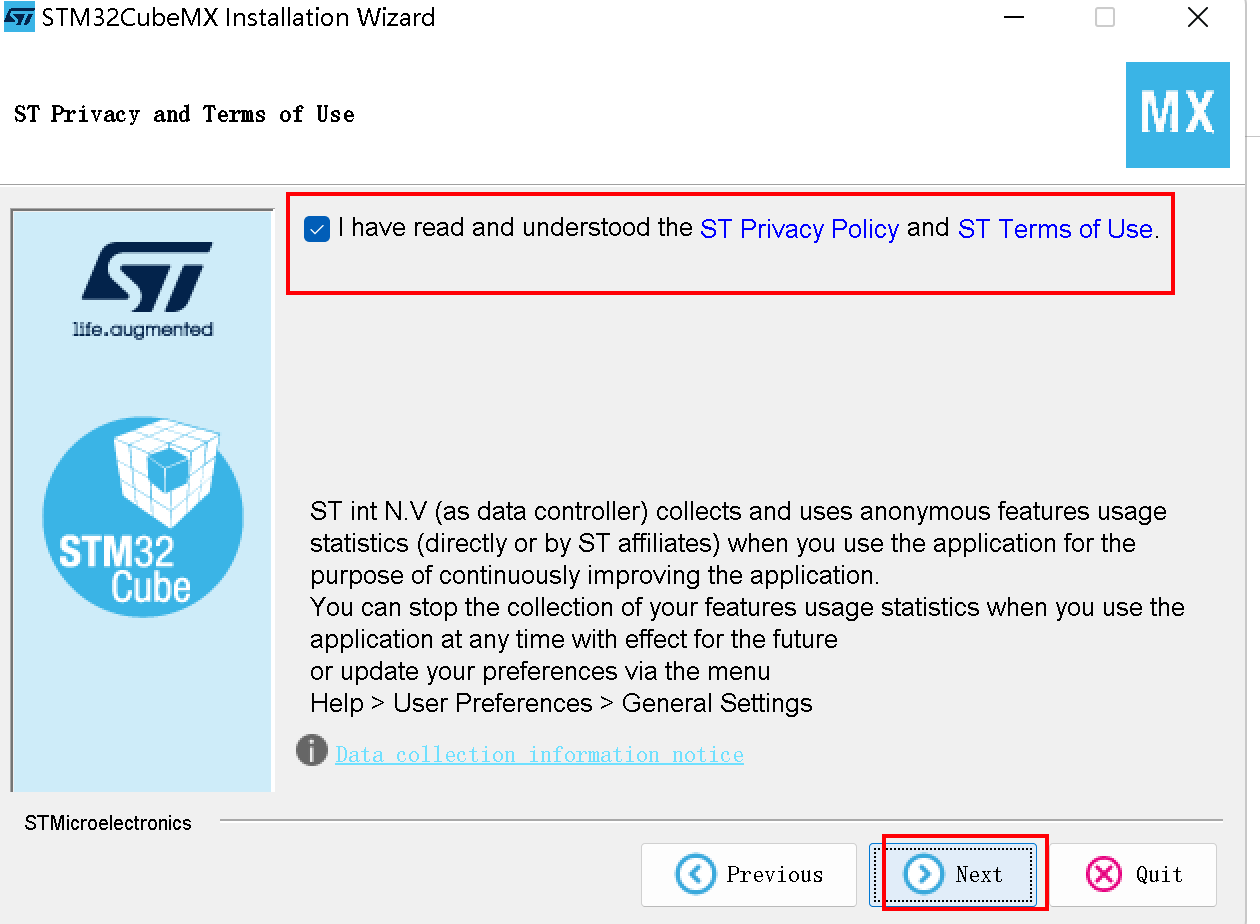 STM32CubeMX Installation Wizard
ST Privacy and Terms of Use
MX
I have read and understood the ST Privacy Policy and ST Terms of Use.
ST
life.augmented
STM32
Cube
ST int N.V (as data controller) collects and uses anonymous features usage
statistics (directly or by ST affiliates) when you use the application for the
purpose of continuously improving the application.
You can stop the collection of your features usage statistics when you use the
application at any time with effect for the future
or update your preferences via the menu
Help > User Preferences > General Settings
Data collection information notice
STMicroelectronics
Previous
Next
Quit